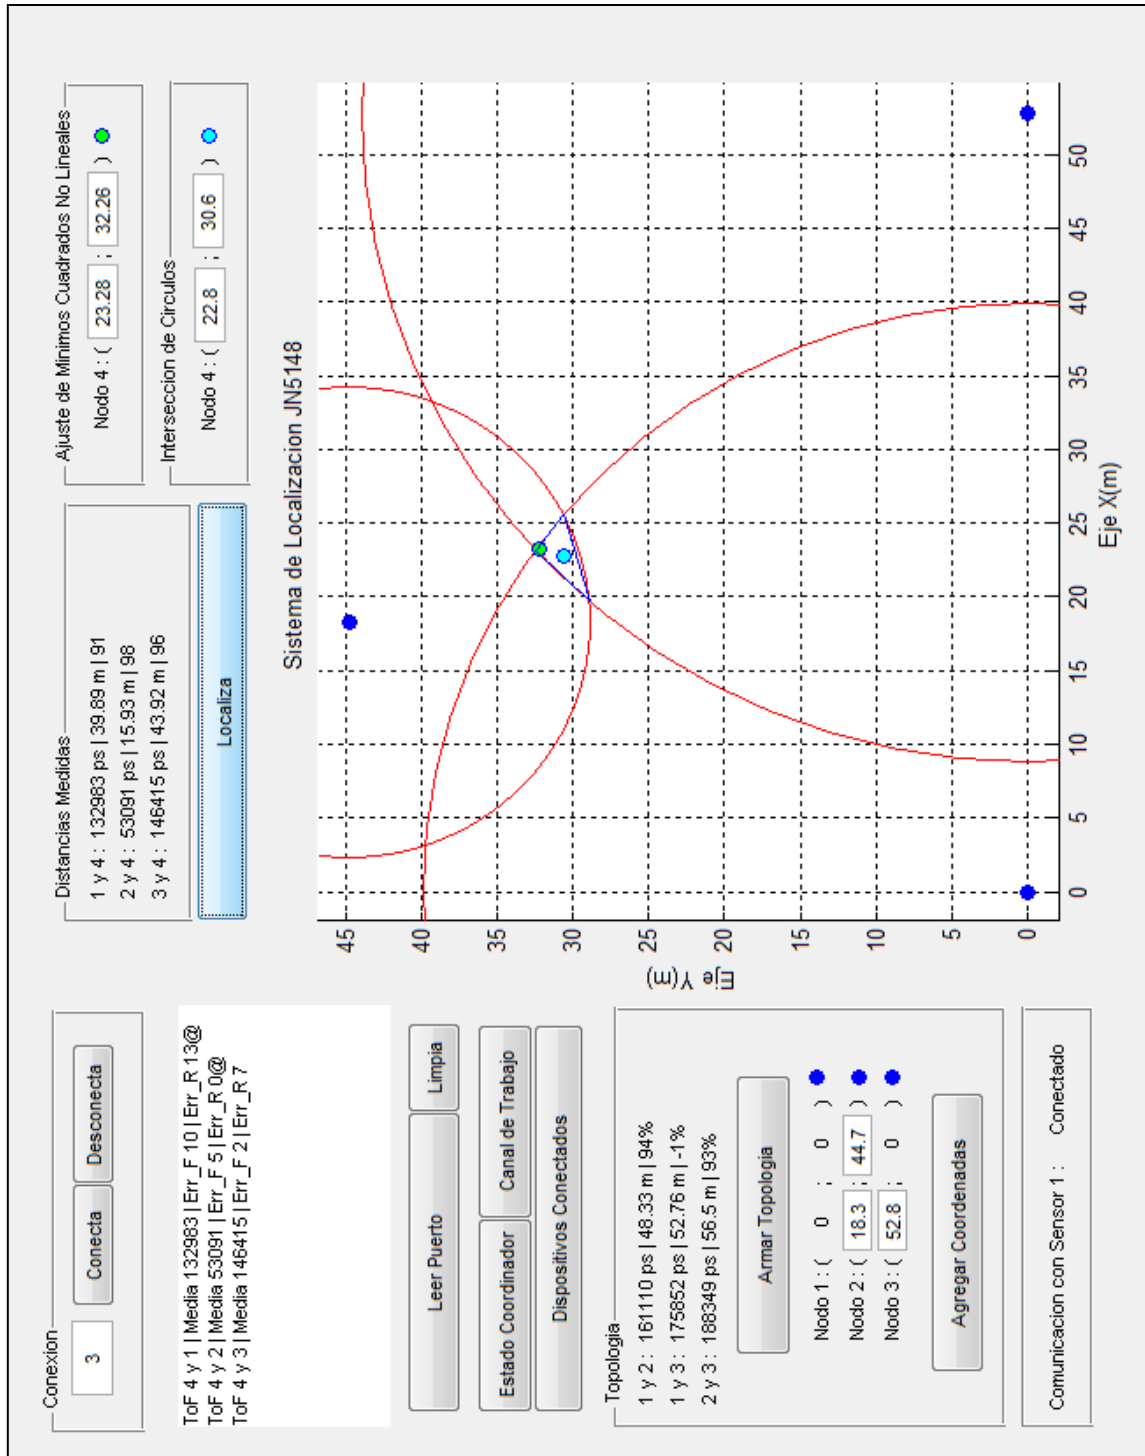 Conexion
3
Conecta
Desconecta
ToF 4 y 1 | Media 132983 | Err_F 10 | Err_R 13@
ToF 4 y 2 | Media 53091 | Err_F 5 | Err_R 0@
ToF 4 y 3 | Media 146415 | Err_F 2 | Err_R 7
Leer Puerto
Limpia
Estado Coordinador
Canal de Trabajo
Dispositivos Conectados
Topologia
1 y 2 : 161110 ps | 48.33 m | 94%
1 y 3 : 175852 ps | 52.76 m | -1%
2 y 3 : 188349 ps | 56.5 m | 93%
Armar Topologia
Nodo 1 : ( 0 ; 0 )
Nodo 2 : ( 18.3 ; 44.7 )
Nodo 3 : ( 52.8 ; 0 )
Agregar Coordenadas
Comunicacion con Sensor 1 : Conectado
Distancias Medidas
1 y 4 : 132983 ps | 39.89 m | 91
2 y 4 : 53091 ps | 15.93 m | 98
3 y 4 : 146415 ps | 43.92 m | 96
Localiza
Ajuste de Minimos Cuadrados No Lineales
Nodo 4 : ( 23.28 ; 32.26 )
Interseccion de Circulos
Nodo 4 : ( 22.8 ; 30.6 )
Sistema de Localizacion JN5148
Eje Y(m)
45
40
35
30
25
20
15
10
5
0
0 5 10 15 20 25 30 35 40 45 50
Eje X(m)